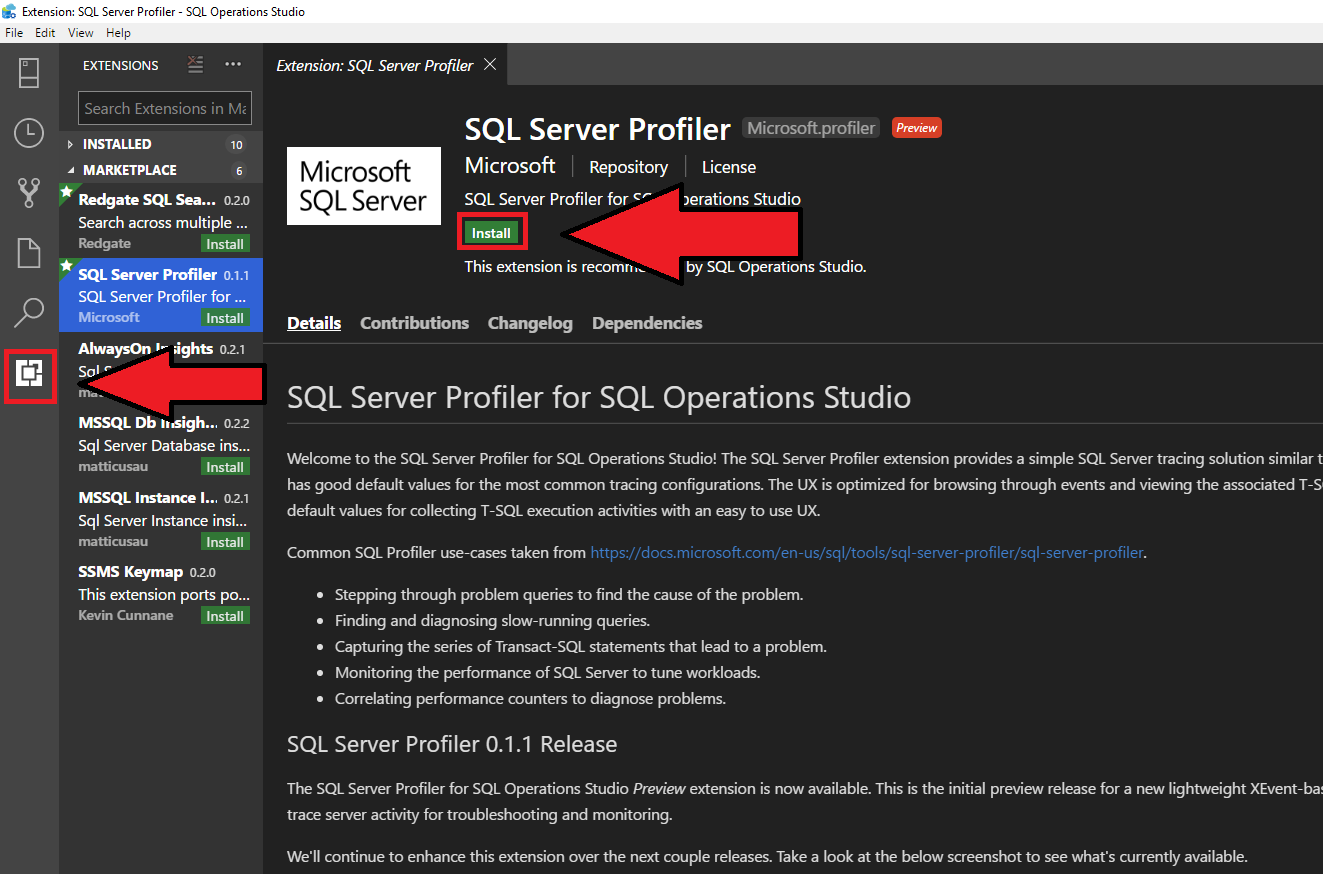 Extension: SQL Server Profiler - SQL Operations Studio
File Edit View Help
EXTENSIONS
Search Extensions in Ma
INSTALLED 10
MARKETPLACE 6
Redgate SQL Sea... 0.2.0
Search across multiple ...
Redgate Install
SQL Server Profiler 0.1.1
SQL Server Profiler for ...
Microsoft Install
AlwaysOn Insights 0.2.1
MSSQL Db Insigh... 0.2.2
Sql Server Database ins...
matticusau Install
MSSQL Instance I... 0.2.1
Sql Server Instance insi...
matticusau Install
SSMS Keymap 0.2.0
This extension ports po...
Kevin Cunnane Install
Extension: SQL Server Profiler
Microsoft
SQL Server
SQL Server Profiler Microsoft.profiler Preview
Microsoft Repository License
SQL Server Profiler for SQL Operations Studio
Install
This extension is by SQL Operations Studio.
Details Contributions Changelog Dependencies
SQL Server Profiler for SQL Operations Studio
Welcome to the SQL Server Profiler for SQL Operations Studio! The SQL Server Profiler extension provides a simple SQL Server tracing solution similar t
has good default values for the most common tracing configurations. The UX is optimized for browsing through events and viewing the associated T-S
default values for collecting T-SQL execution activities with an easy to use UX.
Common SQL Profiler use-cases taken from https://docs.microsoft.com/en-us/sql/tools/sql-server-profiler/sql-server-profiler.
• Stepping through problem queries to find the cause of the problem.
• Finding and diagnosing slow-running queries.
• Capturing the series of Transact-SQL statements that lead to a problem.
• Monitoring the performance of SQL Server to tune workloads.
• Correlating performance counters to diagnose problems.
SQL Server Profiler 0.1.1 Release
The SQL Server Profiler for SQL Operations Studio Preview extension is now available. This is the initial preview release for a new lightweight XEvent-bas
trace server activity for troubleshooting and monitoring.
We'll continue to enhance this extension over the next couple releases. Take a look at the below screenshot to see what's currently available.